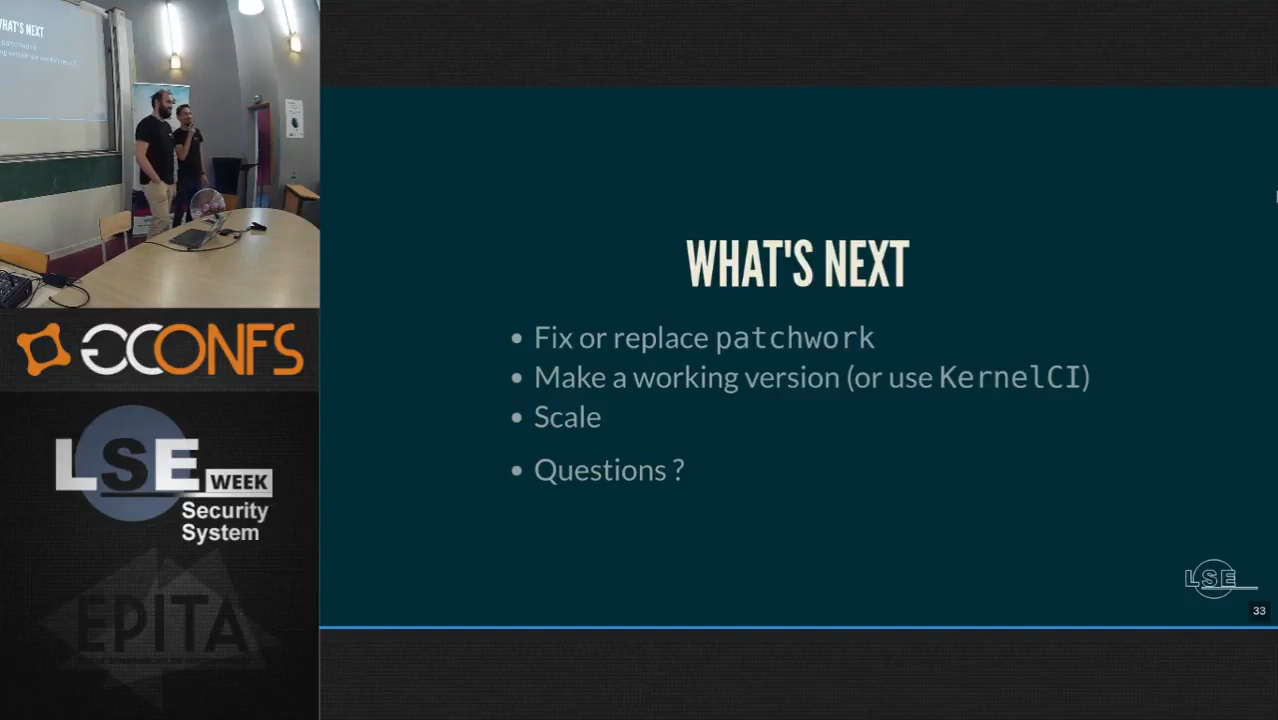 WHAT'S NEXT
GCONFS
LSE WEEK
Security
System
EPITA
WHAT'S NEXT
• Fix or replace patchwork
• Make a working version (or use KernelCI)
• Scale
• Questions ?
LSE
33